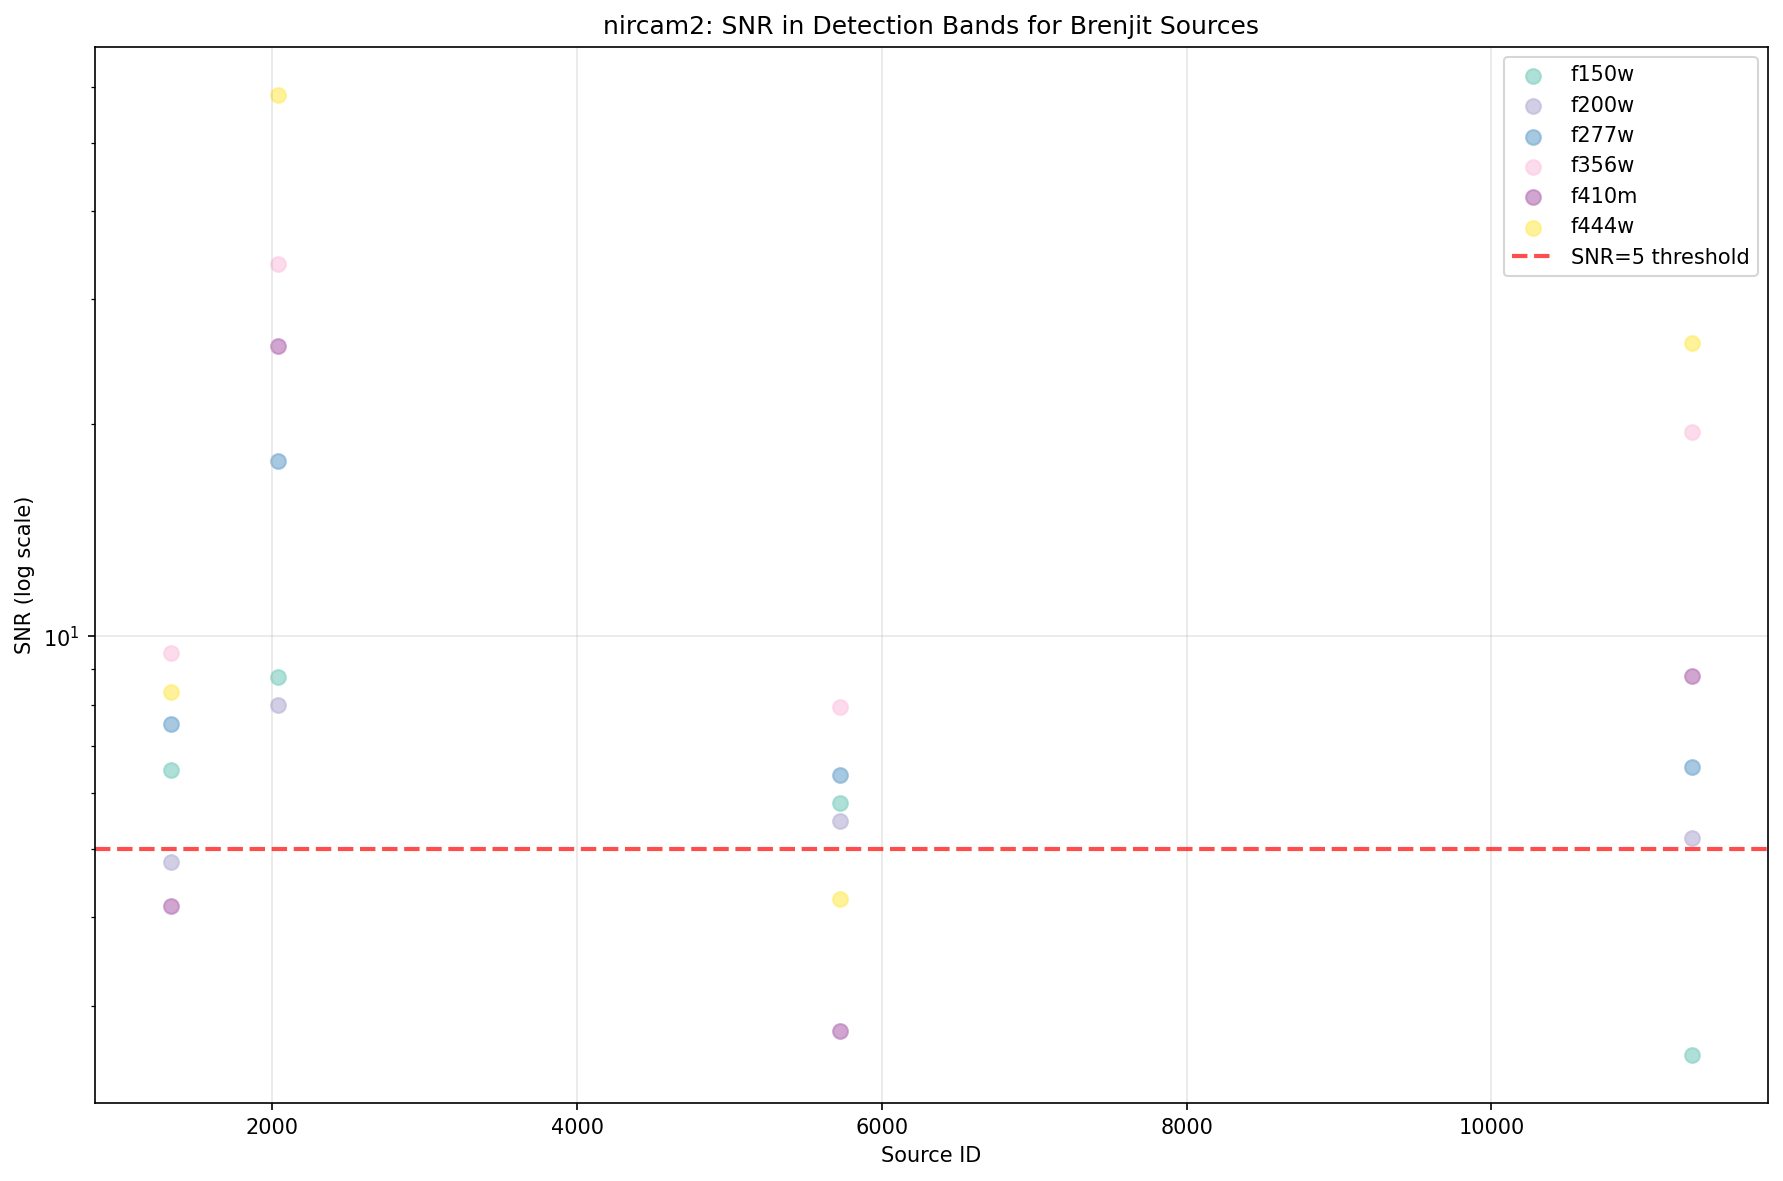 nircam2: SNR in Detection Bands for Brenjit Sources
f150w
f200w
f277w
f356w
f410m
f444w
SNR=5 threshold
SNR (log scale)
10¹
2000
4000
6000
8000
10000
Source ID